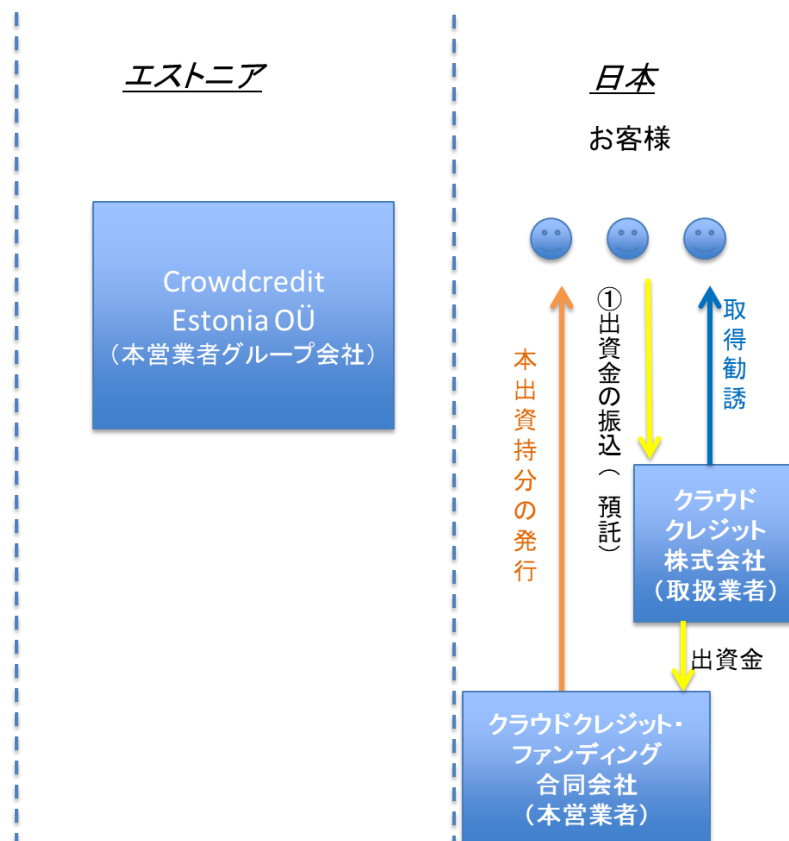 エストニア
日本
お客様
Crowdcredit
Estonia OÜ
（本営業者グループ会社）
本出資持分の発行
①出資金の振込（預託）
取得勧誘
クラウド
クレジット
株式会社
（取扱業者）
出資金
クラウドクレジット・
ファンディング
合同会社
（本営業者）